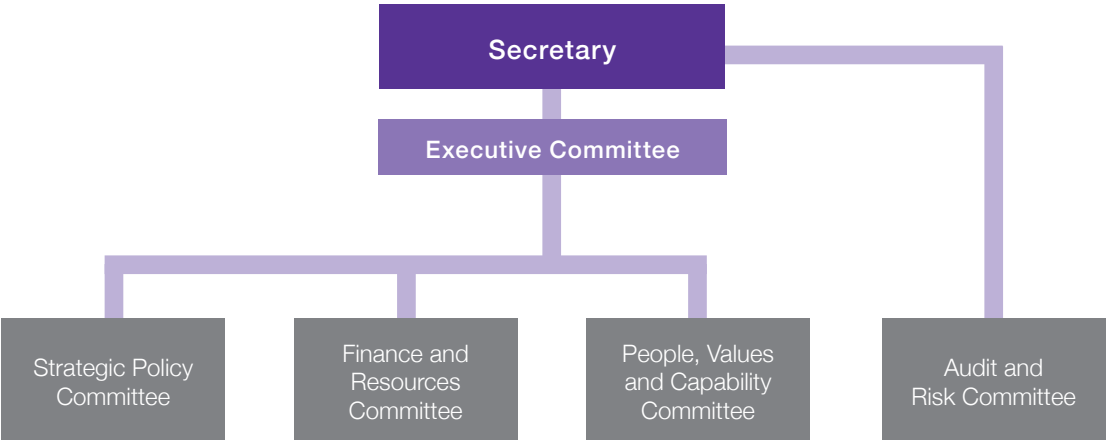 Secretary
Executive Committee
Strategic Policy
Committee
Finance and
Resources
Committee
People, Values
and Capability
Committee
Audit and
Risk Committee